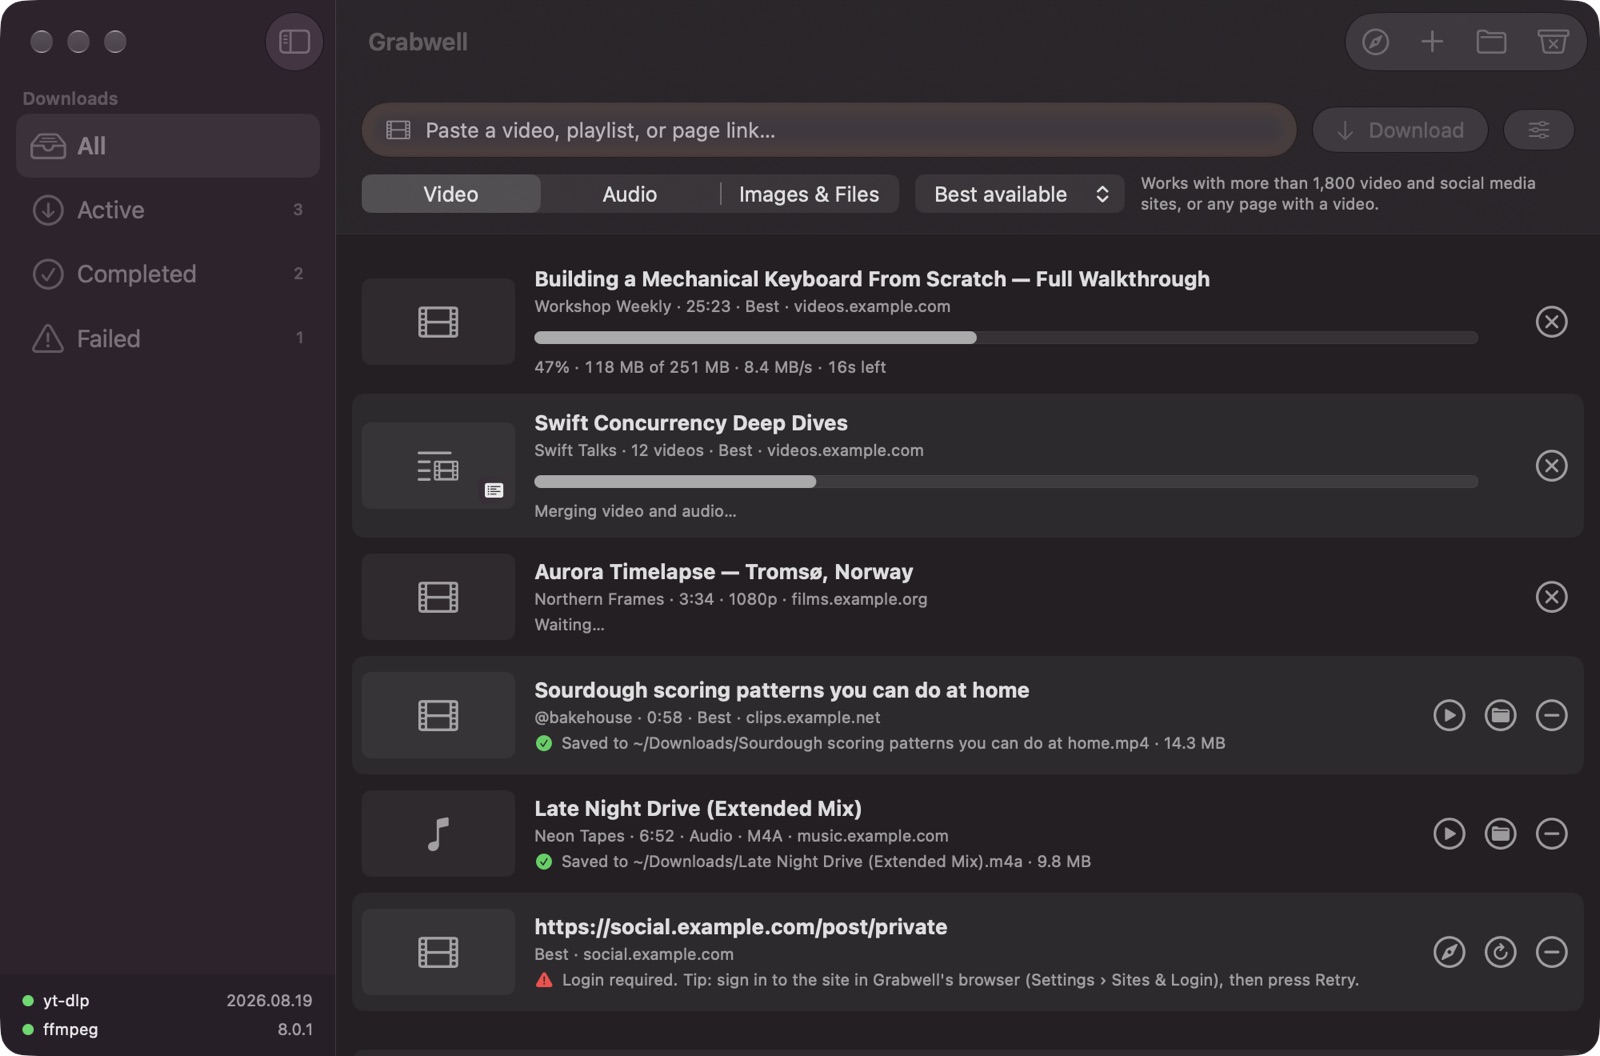 Grabwell
Downloads
All
Active 3
Completed 2
Failed 1
Paste a video, playlist, or page link...
Download
Video
Audio
Images & Files
Best available
Works with more than 1,800 video and social media
sites, or any page with a video.
Building a Mechanical Keyboard From Scratch — Full Walkthrough
Workshop Weekly · 25:23 · Best · videos.example.com
47% · 118 MB of 251 MB · 8.4 MB/s · 16s left
Swift Concurrency Deep Dives
Swift Talks · 12 videos · Best · videos.example.com
Merging video and audio...
Aurora Timelapse — Tromsø, Norway
Northern Frames · 3:34 · 1080p · films.example.org
Waiting...
Sourdough scoring patterns you can do at home
@bakehouse · 0:58 · Best · clips.example.net
Saved to ~/Downloads/Sourdough scoring patterns you can do at home.mp4 · 14.3 MB
Late Night Drive (Extended Mix)
Neon Tapes · 6:52 · Audio · M4A · music.example.com
Saved to ~/Downloads/Late Night Drive (Extended Mix).m4a · 9.8 MB
https://social.example.com/post/private
Best · social.example.com
Login required. Tip: sign in to the site in Grabwell's browser (Settings › Sites & Login), then press Retry.
yt-dlp 2026.08.19
ffmpeg 8.0.1